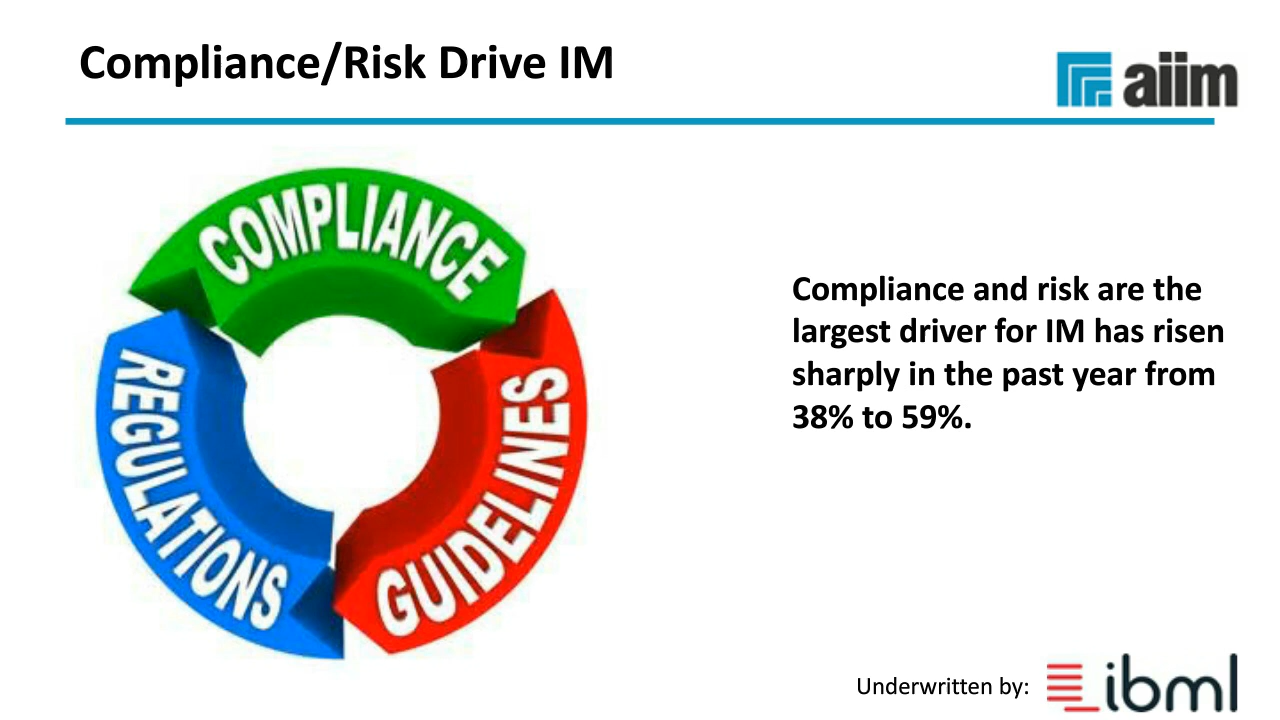 Compliance/Risk Drive IM
aiim
COMPLIANCE
REGULATIONS
GUIDELINES
Compliance and risk are the
largest driver for IM has risen
sharply in the past year from
38% to 59%.
Underwritten by:
ibml